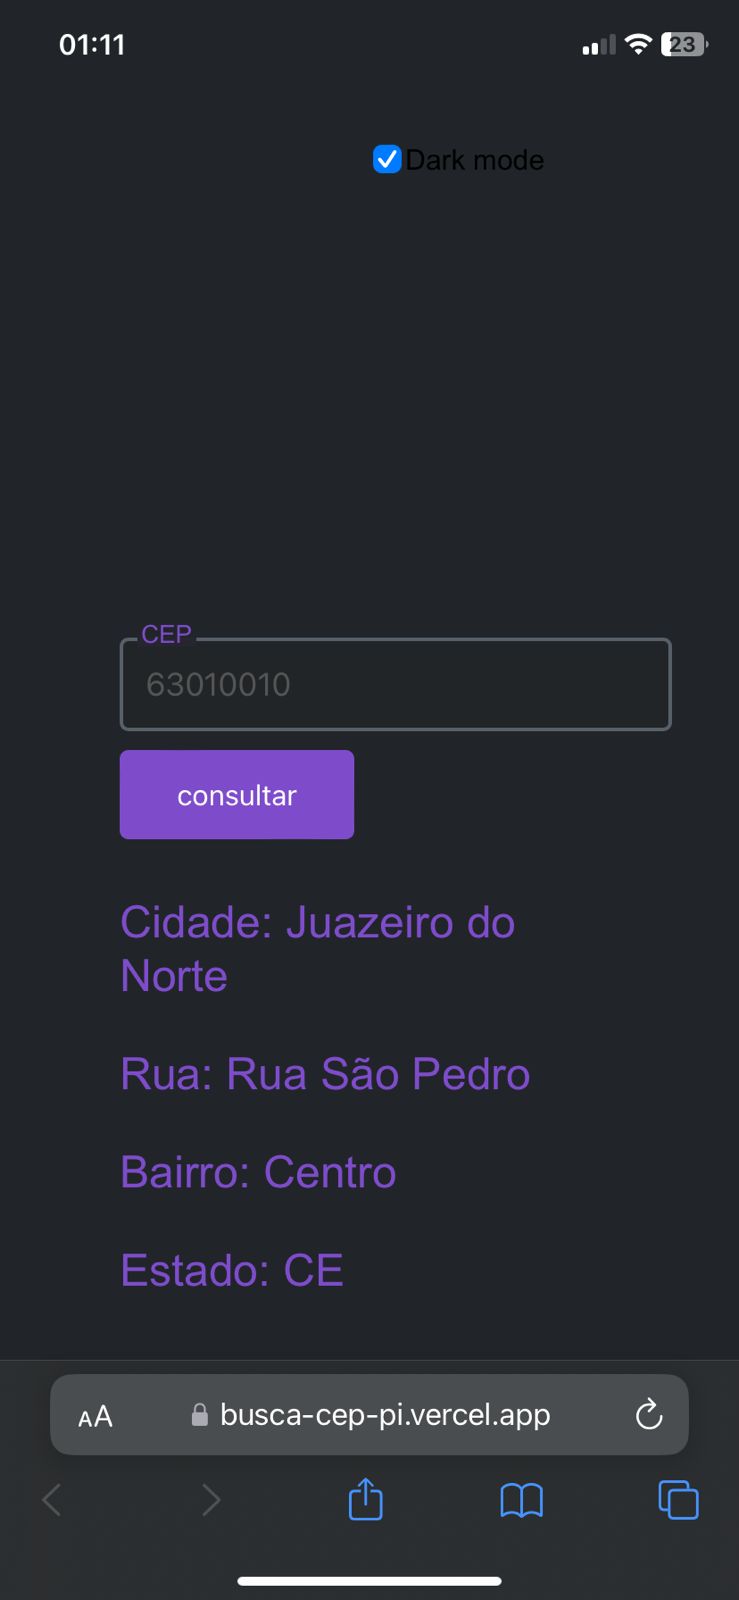 01:11
23
Dark mode
CEP
63010010
consultar
Cidade: Juazeiro do
Norte
Rua: Rua São Pedro
Bairro: Centro
Estado: CE
AA
busca-cep-pi.vercel.app